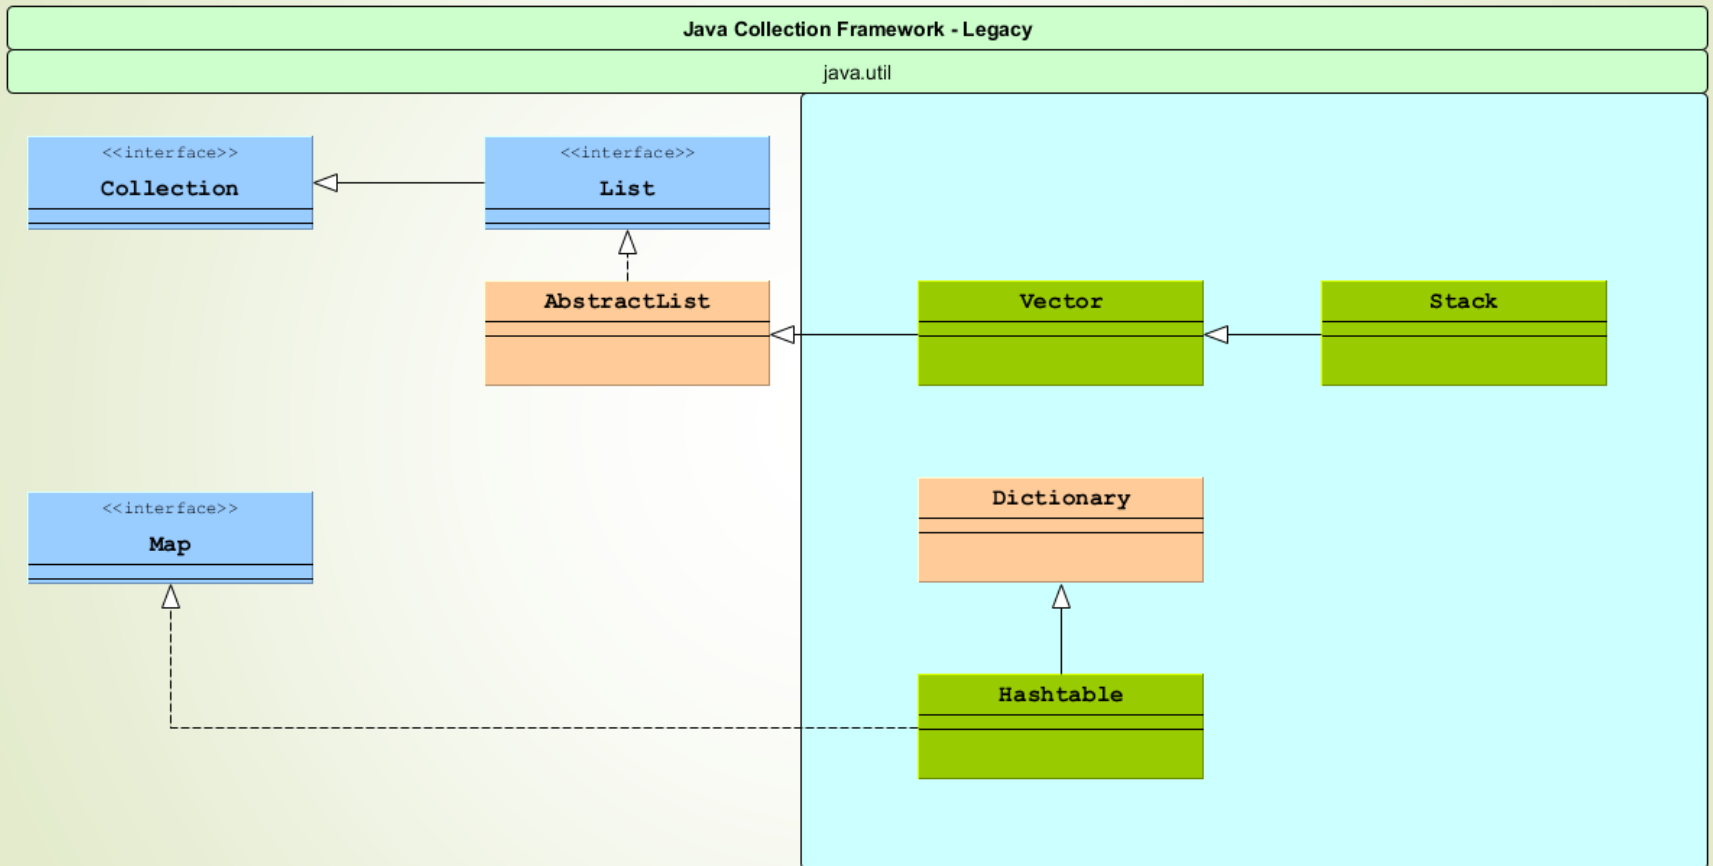 Java Collection Framework - Legacy
java.util
<<interface>>
Collection
<<interface>>
List
AbstractList
Vector
Stack
<<interface>>
Map
Dictionary
Hashtable